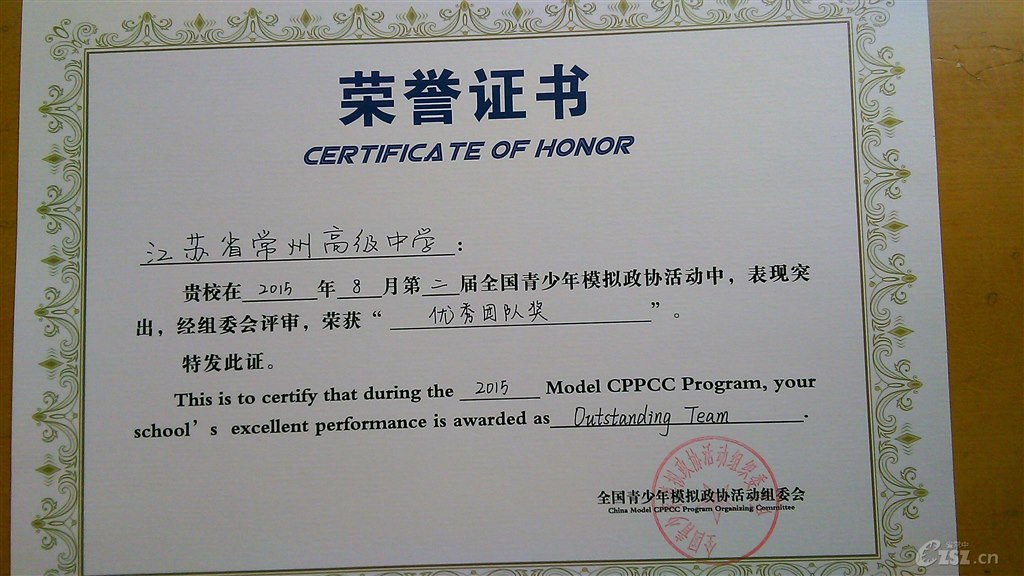 荣誉证书
CERTIFICATE OF HONOR
江苏省常州高级中学：
贵校在 2015 年 8 月第 二 届全国青少年模拟政协活动中，表现突
出，经组委会评审，荣获“ 优秀团队奖 ”。
特发此证。
This is to certify that during the 2015 Model CPPCC Program, your
school’s excellent performance is awarded as Outstanding Team.
全国青少年模拟政协活动组委会
China Model CPPCC Program Organizing Committee
CZSZ.cn